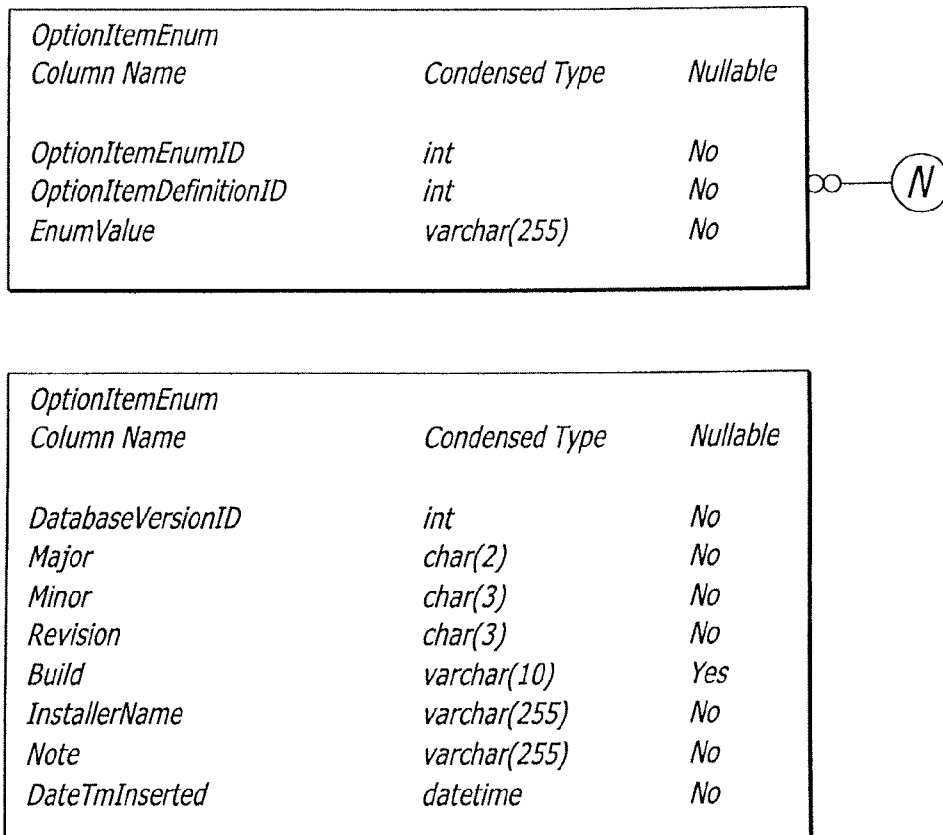 OptionItemEnum
Column Name Condensed Type Nullable
OptionItemEnumID int No
OptionItemDefinitionID int No
EnumValue varchar(255) No
N
OptionItemEnum
Column Name Condensed Type Nullable
DatabaseVersionID int No
Major char(2) No
Minor char(3) No
Revision char(3) No
Build varchar(10) Yes
InstallerName varchar(255) No
Note varchar(255) No
DateTmInserted datetime No